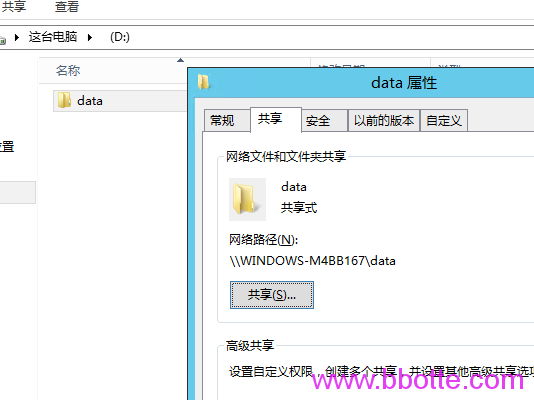 共享 查看
这台电脑 (D:)
名称
data
data 属性
常规 共享 安全 以前的版本 自定义
网络文件和文件夹共享
data
共享式
网络路径(N):
\\WINDOWS-M4BB167\data
共享(S)...
高级共享
设置自定义权限，创建多个共享，并设置其他高级共享选项
www.bbotte.com